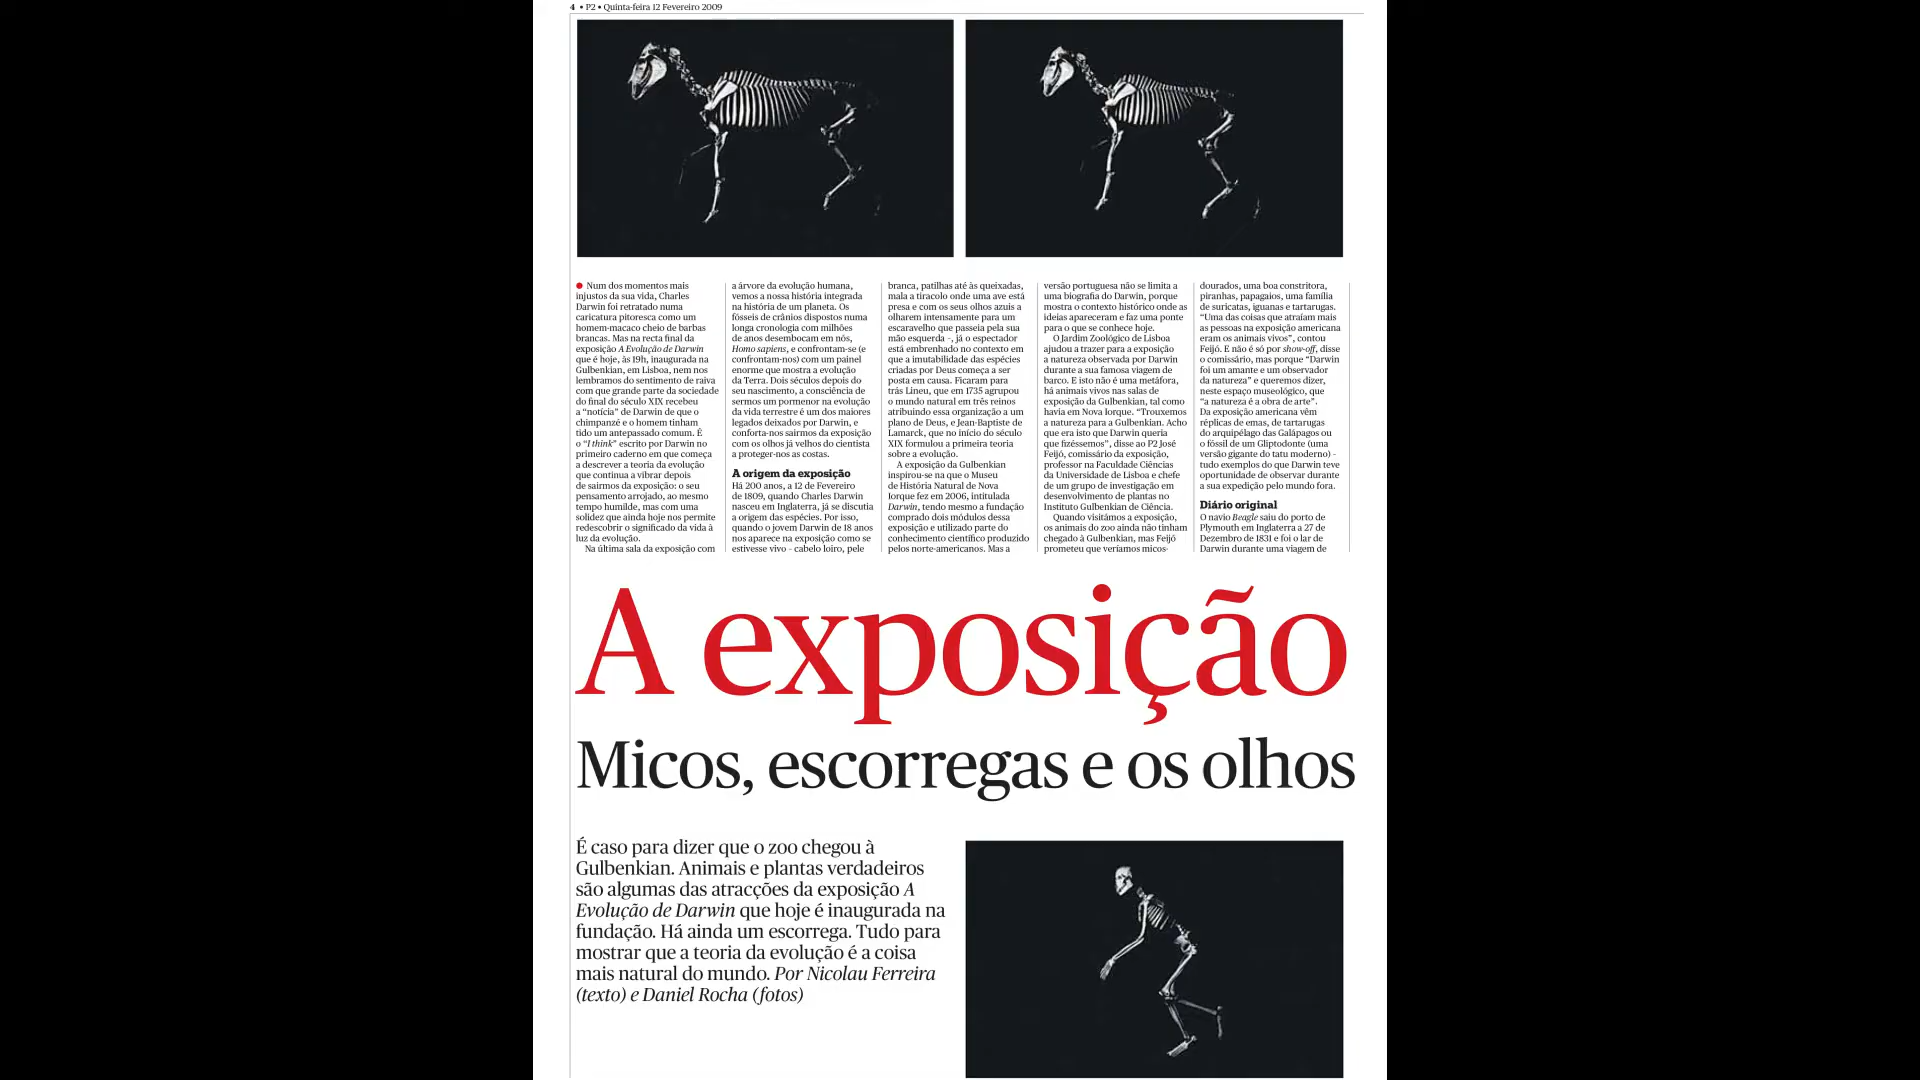 4 • P2 • Quinta-feira 12 Fevereiro 2009
● Num dos momentos mais
injustos da sua vida, Charles
Darwin foi retratado numa
caricatura pitoresca como um
homem-macaco cheio de barbas
brancas. Mas na recta final da
exposição A Evolução de Darwin
que é hoje, às 19h, inaugurada na
Gulbenkian, em Lisboa, nem nos
lembramos do sentimento de raiva
com que grande parte da sociedade
do final do século XIX recebeu
a “notícia” de Darwin de que o
chimpanzé e o homem tinham
tido um antepassado comum. É
o “I think” escrito por Darwin no
primeiro caderno em que começa
a descrever a teoria da evolução
que continua a vibrar depois
de sairmos da exposição: o seu
pensamento arrojado, ao mesmo
tempo humilde, mas com uma
solidez que ainda hoje nos permite
redescobrir o significado da vida à
luz da evolução.
Na última sala da exposição com
a árvore da evolução humana,
vemos a nossa história integrada
na história de um planeta. Os
fósseis de crânios dispostos numa
longa cronologia com milhões
de anos desembocam em nós,
Homo sapiens, e confrontam-se (e
confrontam-nos) com um painel
enorme que mostra a evolução
da Terra. Dois séculos depois do
seu nascimento, a consciência de
sermos um pormenor na evolução
da vida terrestre é um dos maiores
legados deixados por Darwin, e
conforta-nos sairmos da exposição
com os olhos já velhos do cientista
a proteger-nos as costas.
A origem da exposição
Há 200 anos, a 12 de Fevereiro
de 1809, quando Charles Darwin
nasceu em Inglaterra, já se discutia
a origem das espécies. Por isso,
quando o jovem Darwin de 18 anos
nos aparece na exposição como se
estivesse vivo – cabelo loiro, pele
branca, patilhas até às queixadas,
mala a tiracolo onde uma ave está
presa e com os seus olhos azuis a
olharem intensamente para um
escaravelho que passeia pela sua
mão esquerda –, já o espectador
está embrenhado no contexto em
que a imutabilidade das espécies
criadas por Deus começa a ser
posta em causa. Ficaram para
trás Lineu, que em 1735 agrupou
o mundo natural em três reinos
atribuindo essa organização a um
plano de Deus, e Jean-Baptiste de
Lamarck, que no início do século
XIX formulou a primeira teoria
sobre a evolução.
A exposição da Gulbenkian
inspirou-se na que o Museu
de História Natural de Nova
Iorque fez em 2006, intitulada
Darwin, tendo mesmo a fundação
comprado dois módulos dessa
exposição e utilizado parte do
conhecimento científico produzido
pelos norte-americanos. Mas a
versão portuguesa não se limita a
uma biografia do Darwin, porque
mostra o contexto histórico onde as
ideias apareceram e faz uma ponte
para o que se conhece hoje.
O Jardim Zoológico de Lisboa
ajudou a trazer para a exposição
a natureza observada por Darwin
durante a sua famosa viagem de
barco. E isto não é uma metáfora,
há animais vivos nas salas de
exposição da Gulbenkian, tal como
havia em Nova Iorque. “Trouxemos
a natureza para a Gulbenkian. Acho
que era isto que Darwin queria
que fizéssemos”, disse ao P2 José
Feijó, comissário da exposição,
professor na Faculdade Ciências
da Universidade de Lisboa e chefe
de um grupo de investigação em
desenvolvimento de plantas no
Instituto Gulbenkian de Ciência.
Quando visitámos a exposição,
os animais do zoo ainda não tinham
chegado à Gulbenkian, mas Feijó
prometeu que veríamos micos-
dourados, uma boa constritora,
piranhas, papagaios, uma família
de suricatas, iguanas e tartarugas.
“Uma das coisas que atraíam mais
as pessoas na exposição americana
eram os animais vivos”, contou
Feijó. E não é só por show-off, disse
o comissário, mas porque “Darwin
foi um amante e um observador
da natureza” e queremos dizer,
neste espaço museológico, que
“a natureza é a obra de arte”.
Da exposição americana vêm
réplicas de emas, de tartarugas
do arquipélago das Galápagos ou
o fóssil de um Gliptodonte (uma
versão gigante do tatu moderno) –
tudo exemplos do que Darwin teve
oportunidade de observar durante
a sua expedição pelo mundo fora.
Diário original
O navio Beagle saiu do porto de
Plymouth em Inglaterra a 27 de
Dezembro de 1831 e foi o lar de
Darwin durante uma viagem de
A exposição
Micos, escorregas e os olhos
É caso para dizer que o zoo chegou à
Gulbenkian. Animais e plantas verdadeiros
são algumas das atracções da exposição A
Evolução de Darwin que hoje é inaugurada na
fundação. Há ainda um escorrega. Tudo para
mostrar que a teoria da evolução é a coisa
mais natural do mundo. Por Nicolau Ferreira
(texto) e Daniel Rocha (fotos)